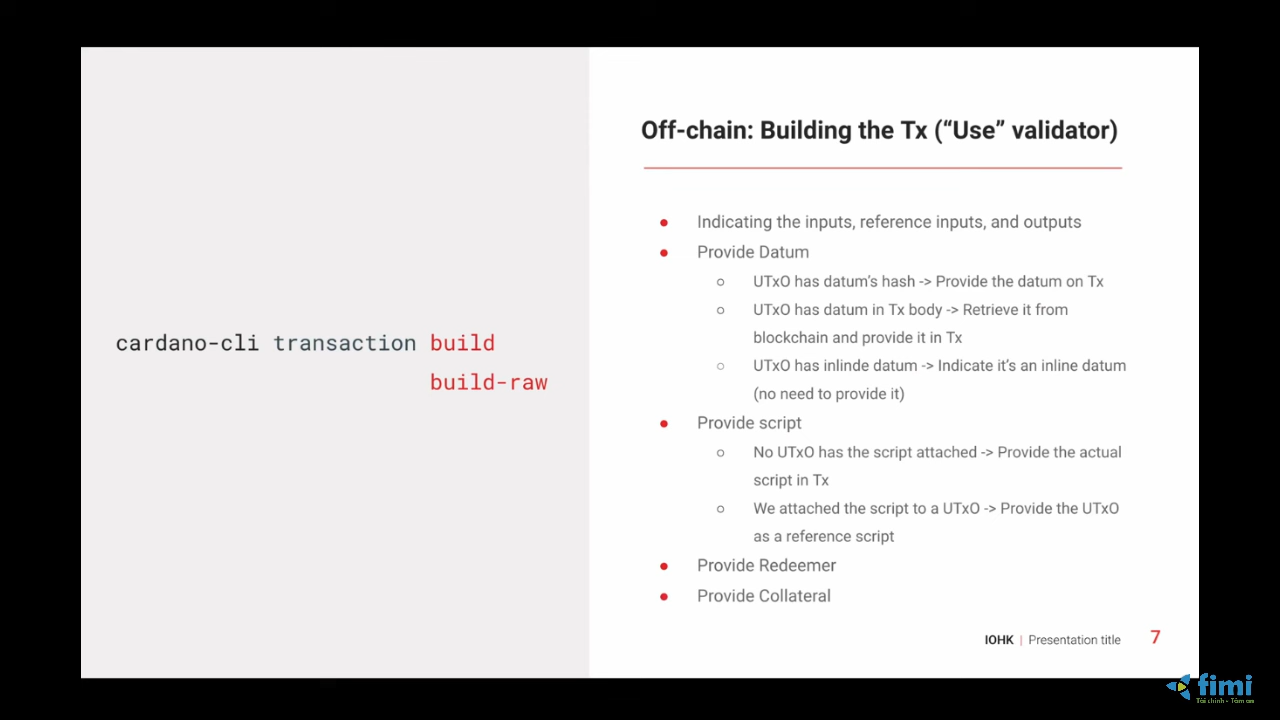 Off-chain: Building the Tx (“Use” validator)
cardano-cli transaction build
build-raw
● Indicating the inputs, reference inputs, and outputs
● Provide Datum
○ UTxO has datum’s hash -> Provide the datum on Tx
○ UTxO has datum in Tx body -> Retrieve it from
blockchain and provide it in Tx
○ UTxO has inlinde datum -> Indicate it’s an inline datum
(no need to provide it)
● Provide script
○ No UTxO has the script attached -> Provide the actual
script in Tx
○ We attached the script to a UTxO -> Provide the UTxO
as a reference script
● Provide Redeemer
● Provide Collateral
IOHK | Presentation title 7
fimi
Tài chính - Tâm an